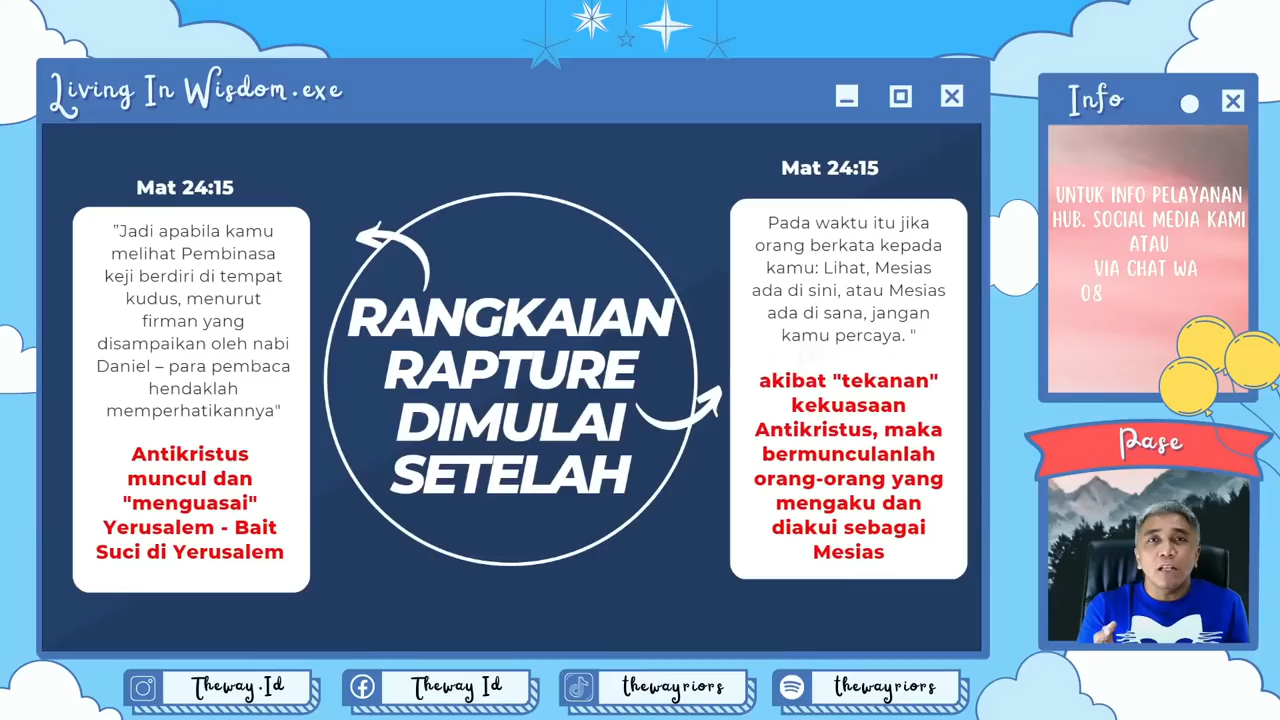 Living In Wisdom.exe
Mat 24:15
"Jadi apabila kamu
melihat Pembinasa
keji berdiri di tempat
kudus, menurut
firman yang
disampaikan oleh nabi
Daniel – para pembaca
hendaklah
memperhatikannya"
Antikristus
muncul dan
"menguasai"
Yerusalem - Bait
Suci di Yerusalem
RANGKAIAN
RAPTURE
DIMULAI
SETELAH
Mat 24:15
Pada waktu itu jika
orang berkata kepada
kamu: Lihat, Mesias
ada di sini, atau Mesias
ada di sana, jangan
kamu percaya. "
akibat "tekanan"
kekuasaan
Antikristus, maka
bermunculanlah
orang-orang yang
mengaku dan
diakui sebagai
Mesias
Info
UNTUK INFO PELAYANAN
HUB. SOCIAL MEDIA KAMI
ATAU
VIA CHAT WA
08
Pase
Theway.Id
Theway Id
thewayriors
thewayriors